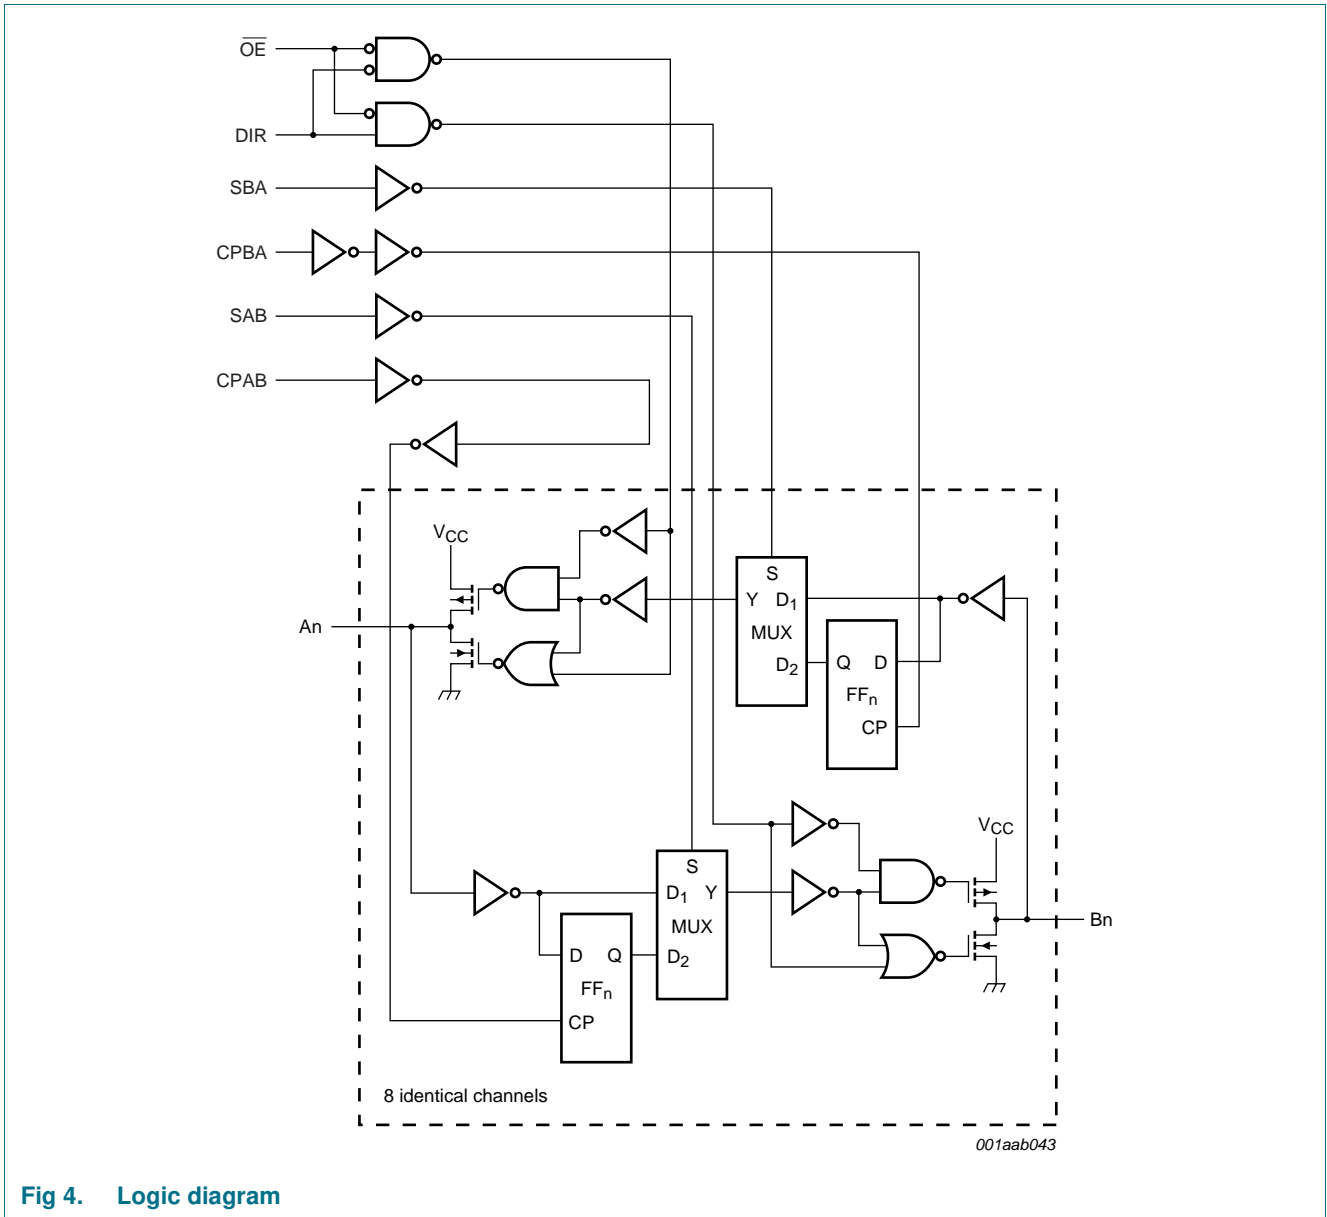 OE
DIR
SBA
CPBA
SAB
CPAB
VCC
S
Y D1
An
MUX
D2
Q D
FFn
CP
VCC
S
D1 Y
Bn
MUX
D Q
D2
FFn
CP
8 identical channels
001aab043
Fig 4. Logic diagram